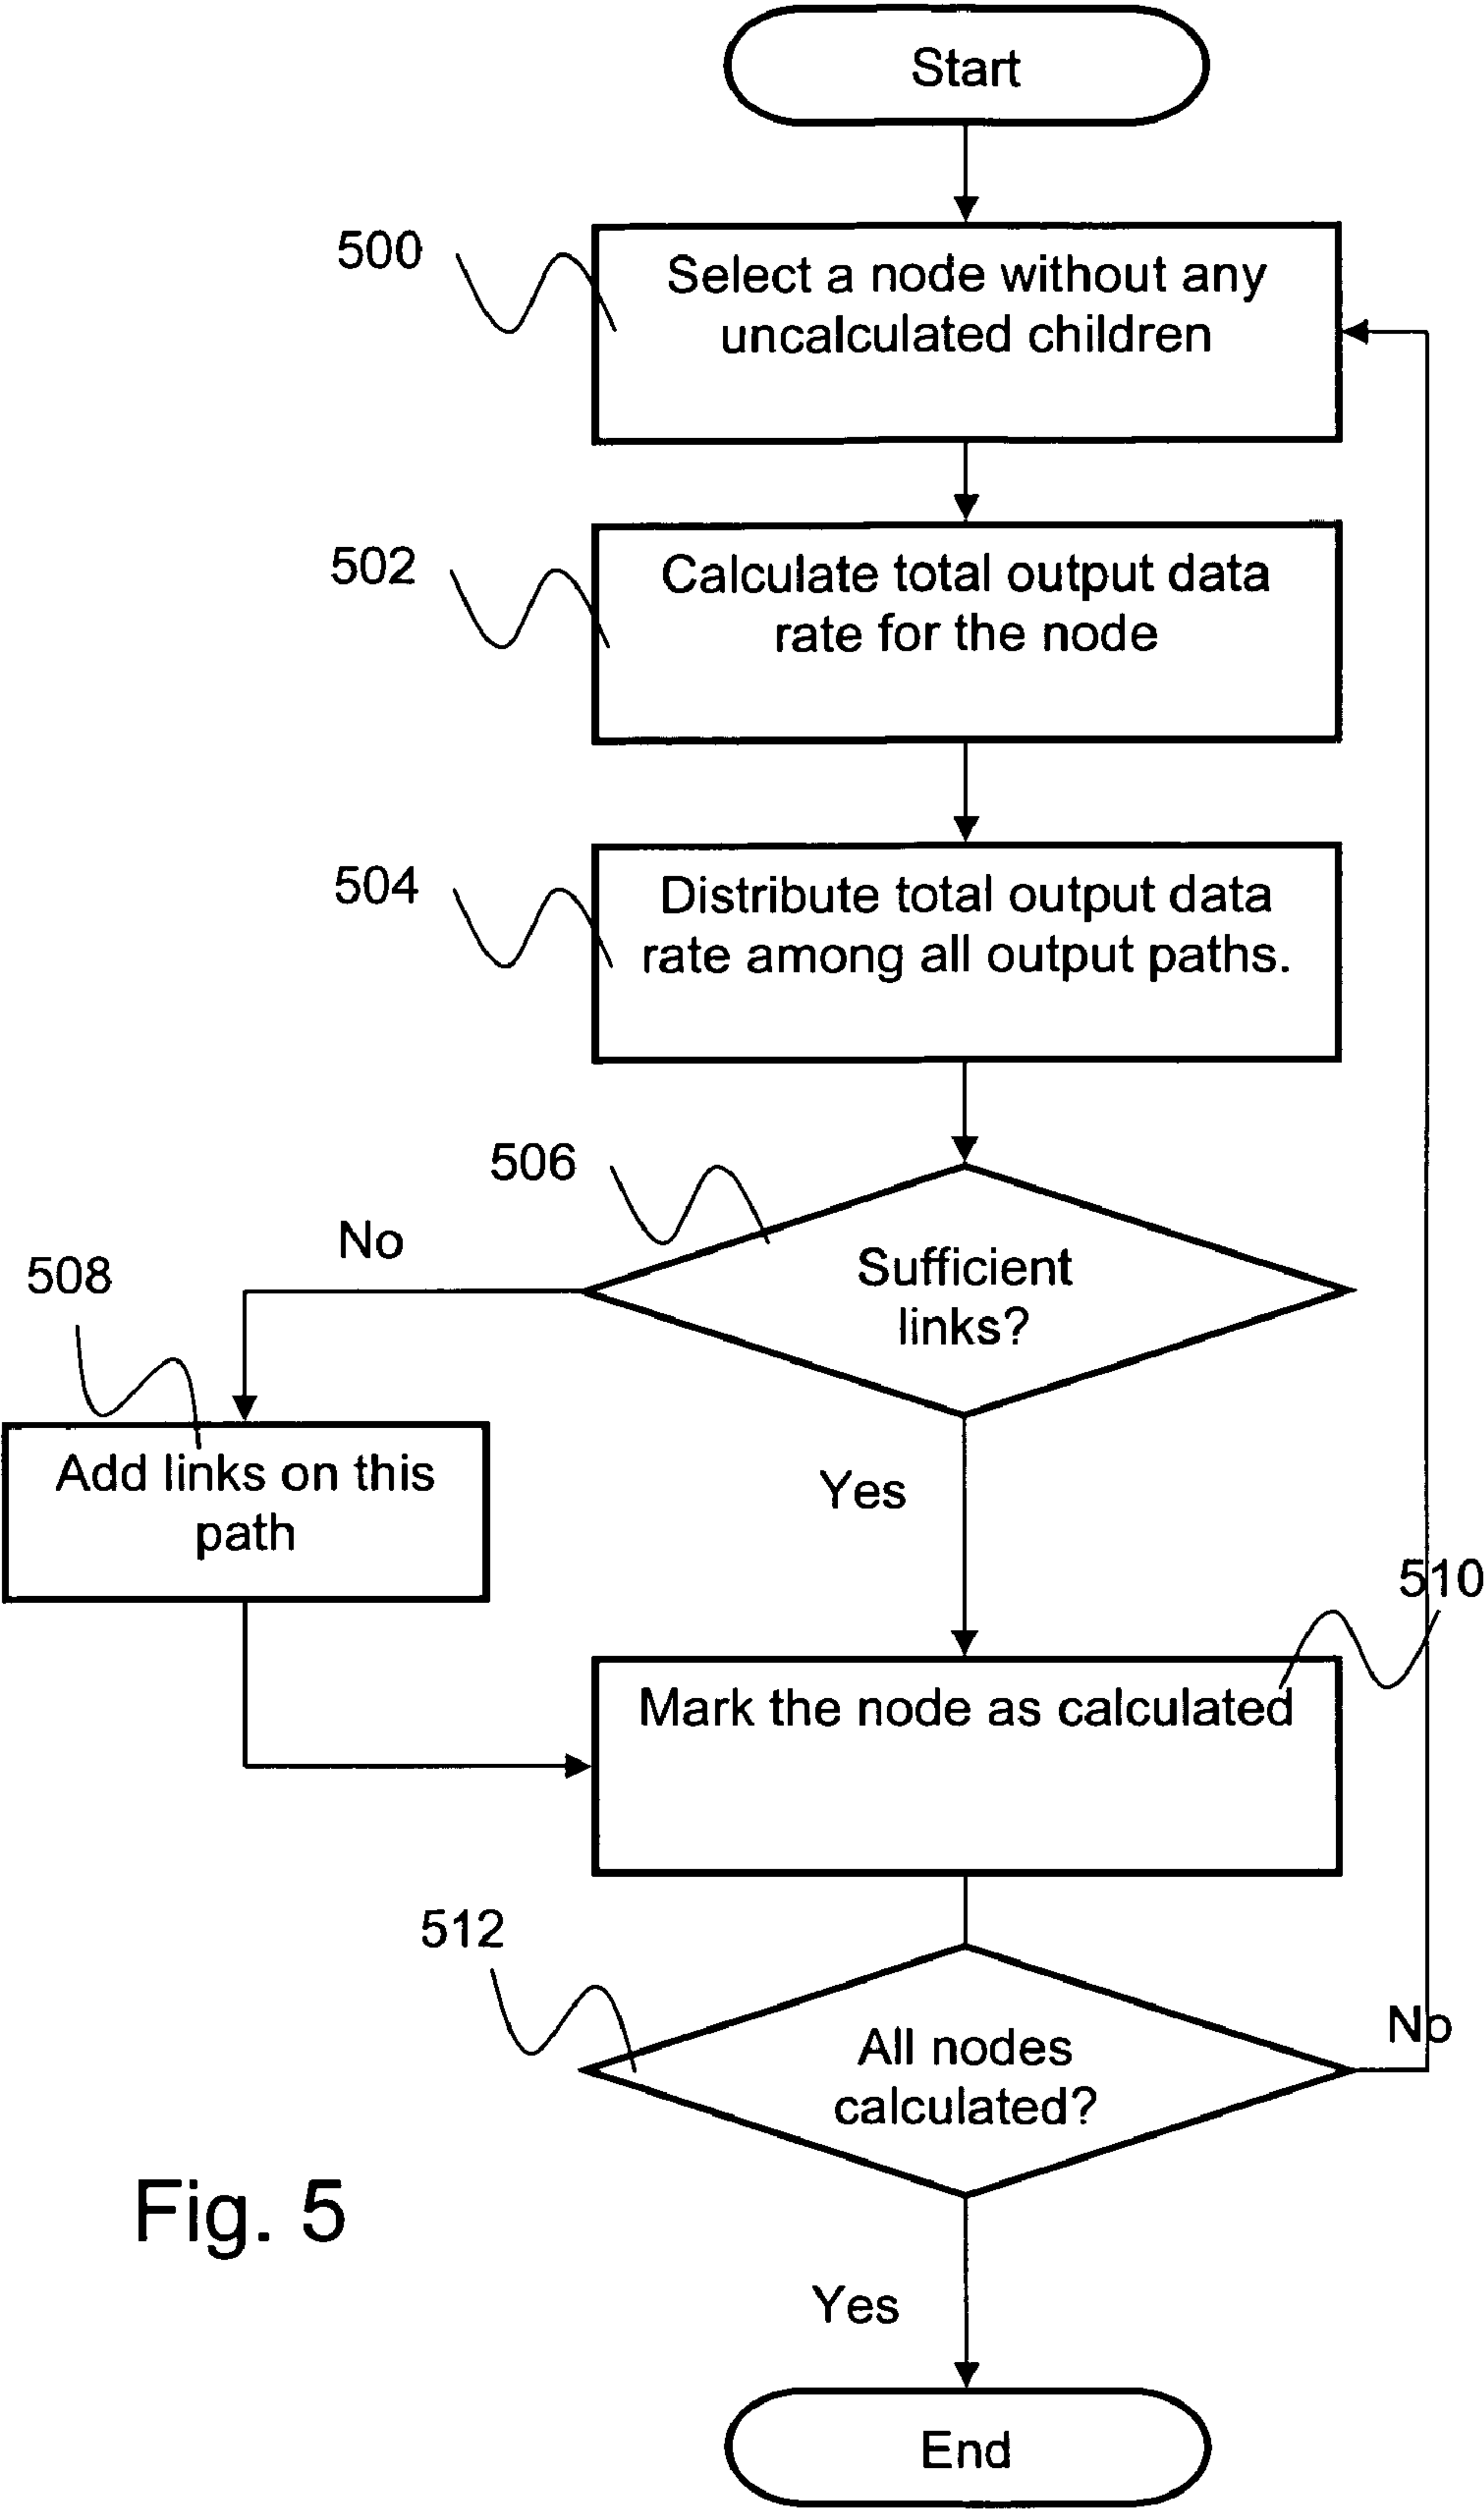 Start
500
Select a node without any
uncalculated children
502
Calculate total output data
rate for the node
504
Distribute total output data
rate among all output paths.
506
No
508
Sufficient
links?
Add links on this
path
Yes
510
Mark the node as calculated
512
No
All nodes
calculated?
Fig. 5
Yes
End